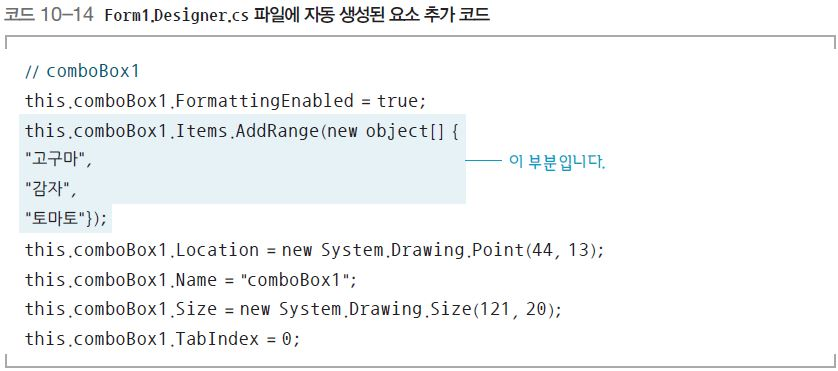 코드 10-14 Form1.Designer.cs 파일에 자동 생성된 요소 추가 코드
// comboBox1
this.comboBox1.FormattingEnabled = true;
this.comboBox1.Items.AddRange(new object[] {
"고구마",
이 부분입니다.
"감자",
"토마토"});
this.comboBox1.Location = new System.Drawing.Point(44, 13);
this.comboBox1.Name = "comboBox1";
this.comboBox1.Size = new System.Drawing.Size(121, 20);
this.comboBox1.TabIndex = 0;